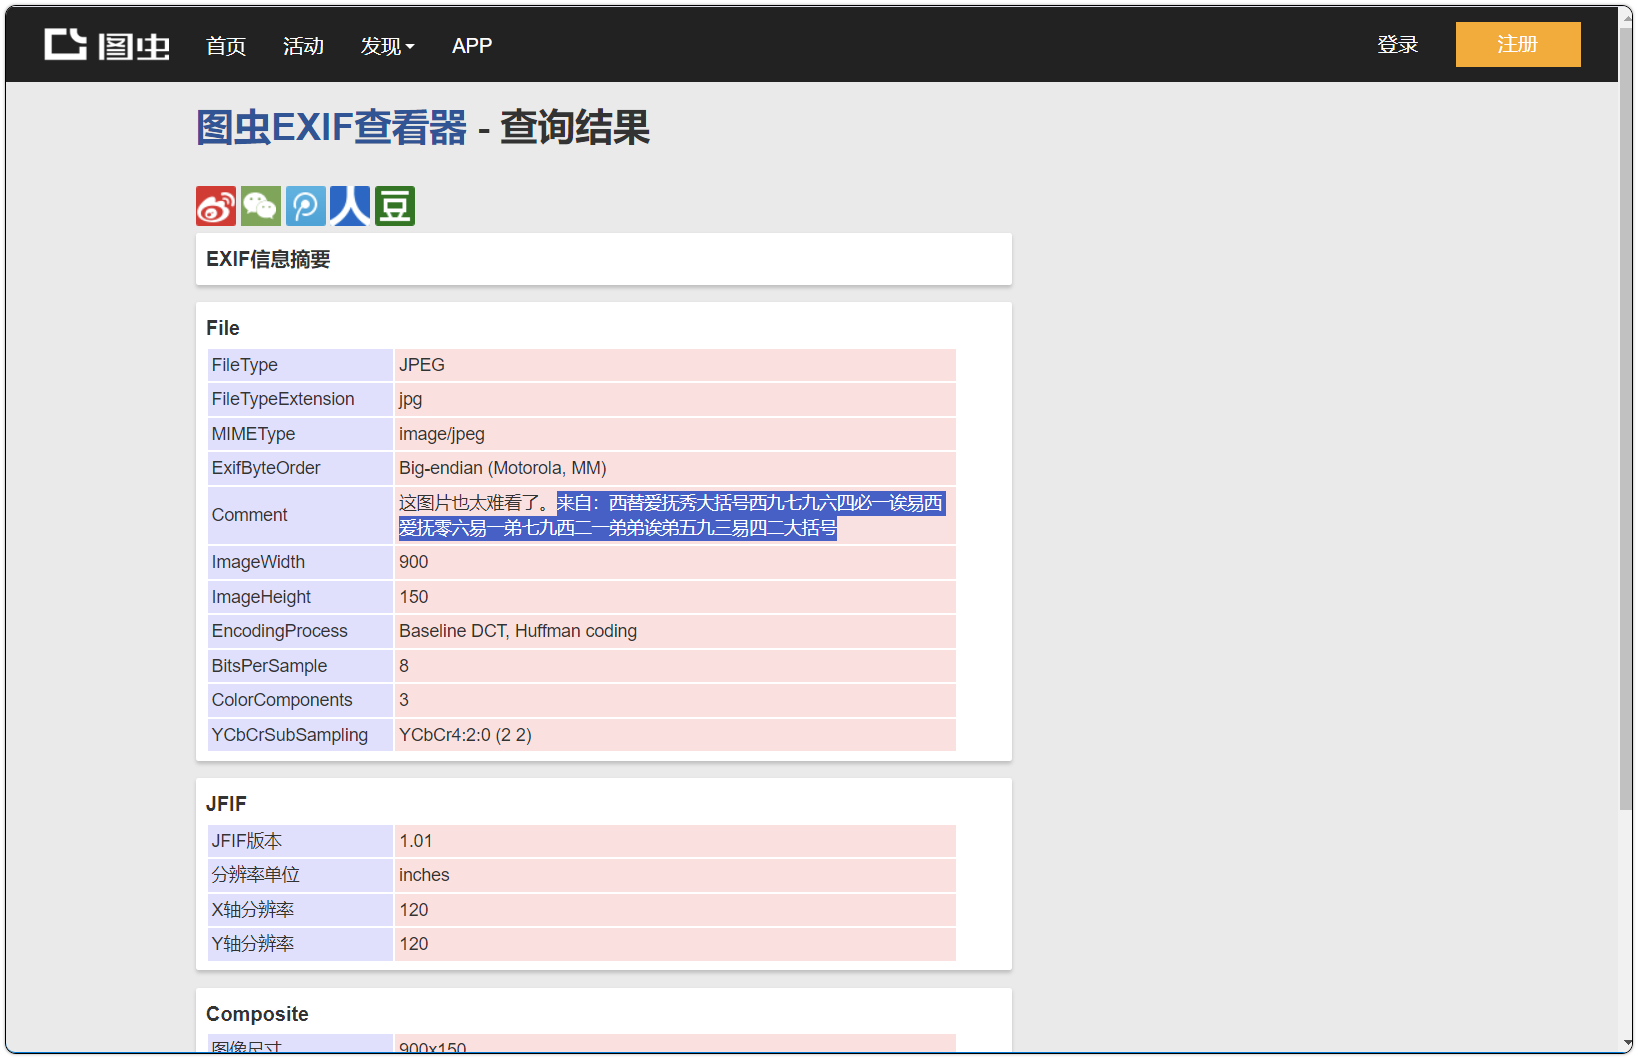 图虫 首页 活动 发现 APP 登录 注册
图虫EXIF查看器 - 查询结果
人 豆
EXIF信息摘要
File
FileType JPEG
FileTypeExtension jpg
MIMEType image/jpeg
ExifByteOrder Big-endian (Motorola, MM)
Comment 这图片也太难看了。来自：西替爱抚秀大括号西九七九六四必一诶易西
爱抚零六易一弟七九西二一弟弟诶弟五九三易四二大括号
ImageWidth 900
ImageHeight 150
EncodingProcess Baseline DCT, Huffman coding
BitsPerSample 8
ColorComponents 3
YCbCrSubSampling YCbCr4:2:0 (2 2)
JFIF
JFIF版本 1.01
分辨率单位 inches
X轴分辨率 120
Y轴分辨率 120
Composite
图像尺寸 900x150